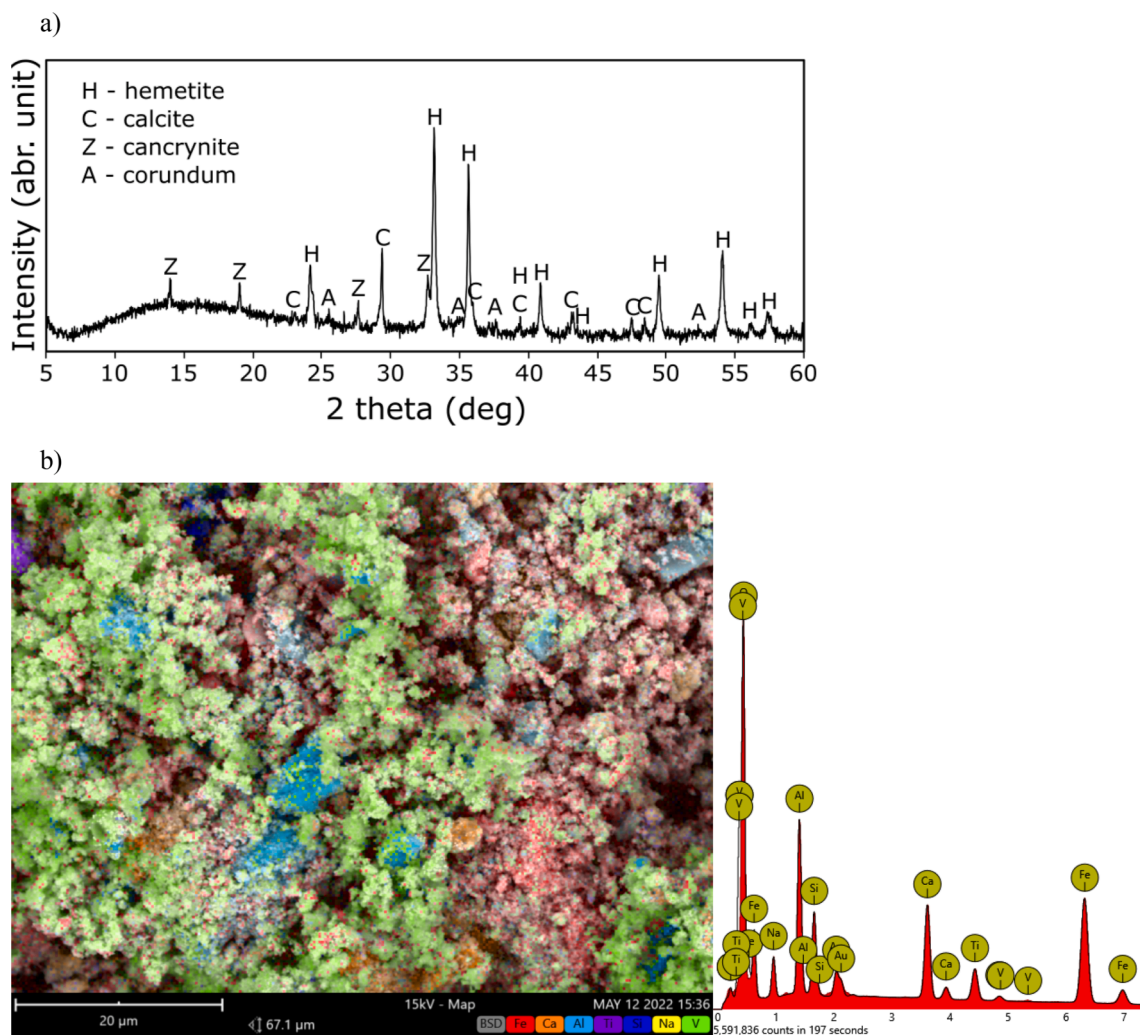 a)
H - hemetite
C - calcite
Z - cancrynite
A - corundum
Intensity (abr. unit)
Z Z C H A Z C Z H A H C A H C H C H C C H A H H H
5 10 15 20 25 30 35 40 45 50 55 60
2 theta (deg)
b)
V
V
V
Al
Si
Fe
Ca
Fe
Ti
Na
Ti
Al
Si
Au
Ca
Ti
V
V
Fe
0 1 2 3 4 5 6 7
5,591,836 counts in 197 seconds
15kV - Map
MAY 12 2022 15:36
20 µm
67.1 µm
BSD Fe Ca Al Ti Si Na V